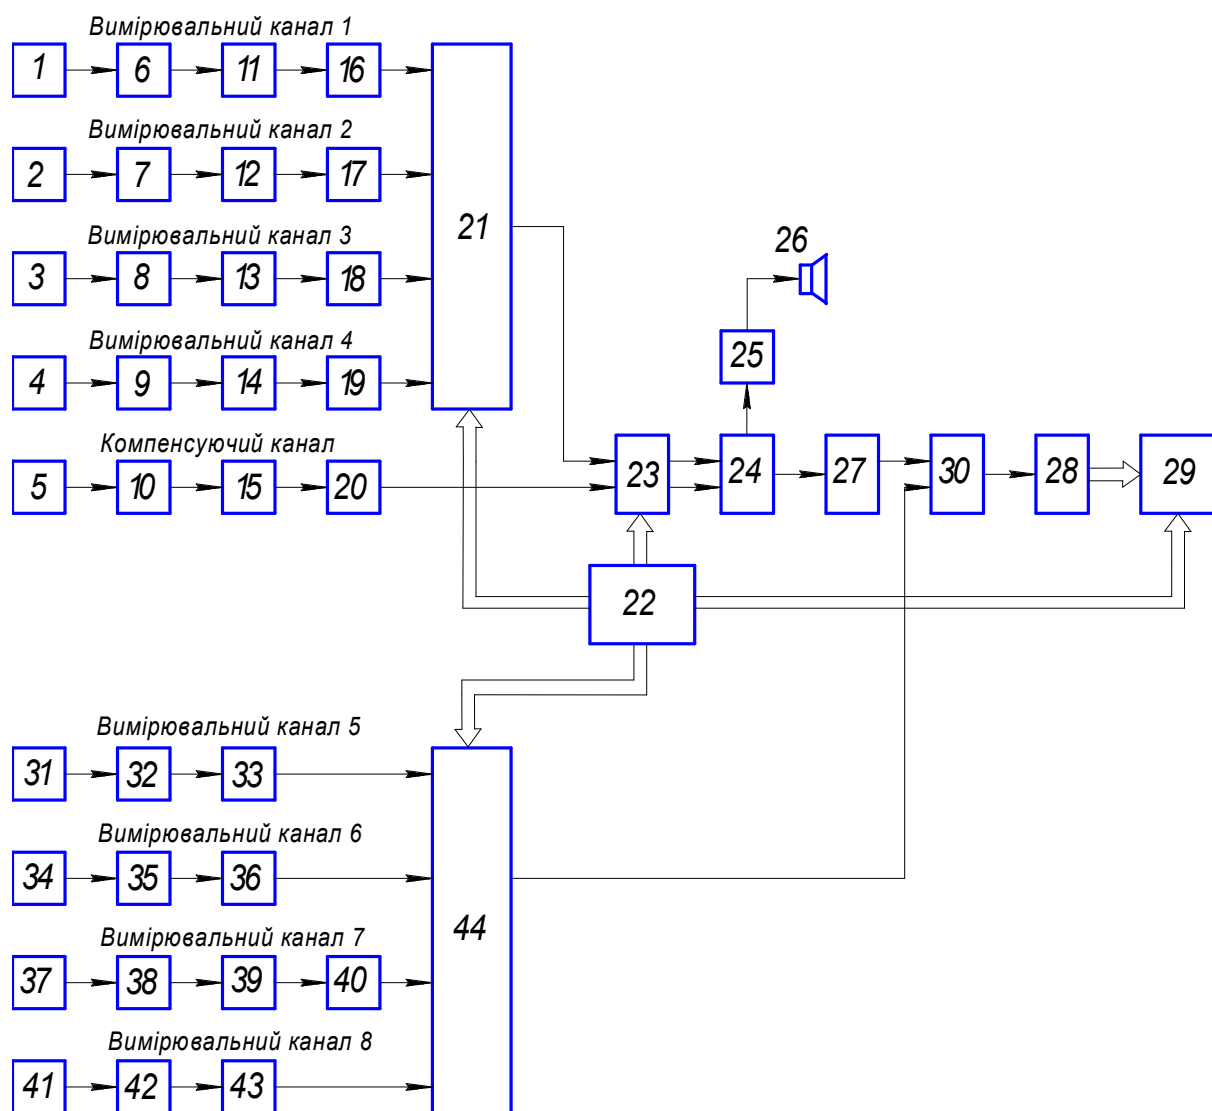 Вимірювальний канал 1
1 6 11 16
Вимірювальний канал 2
2 7 12 17
21
Вимірювальний канал 3
26
3 8 13 18
Вимірювальний канал 4
25
4 9 14 19
Компенсуючий канал
5 10 15 20 23 24 27 30 28 29
22
Вимірювальний канал 5
31 32 33
Вимірювальний канал 6
34 35 36
44
Вимірювальний канал 7
37 38 39 40
Вимірювальний канал 8
41 42 43